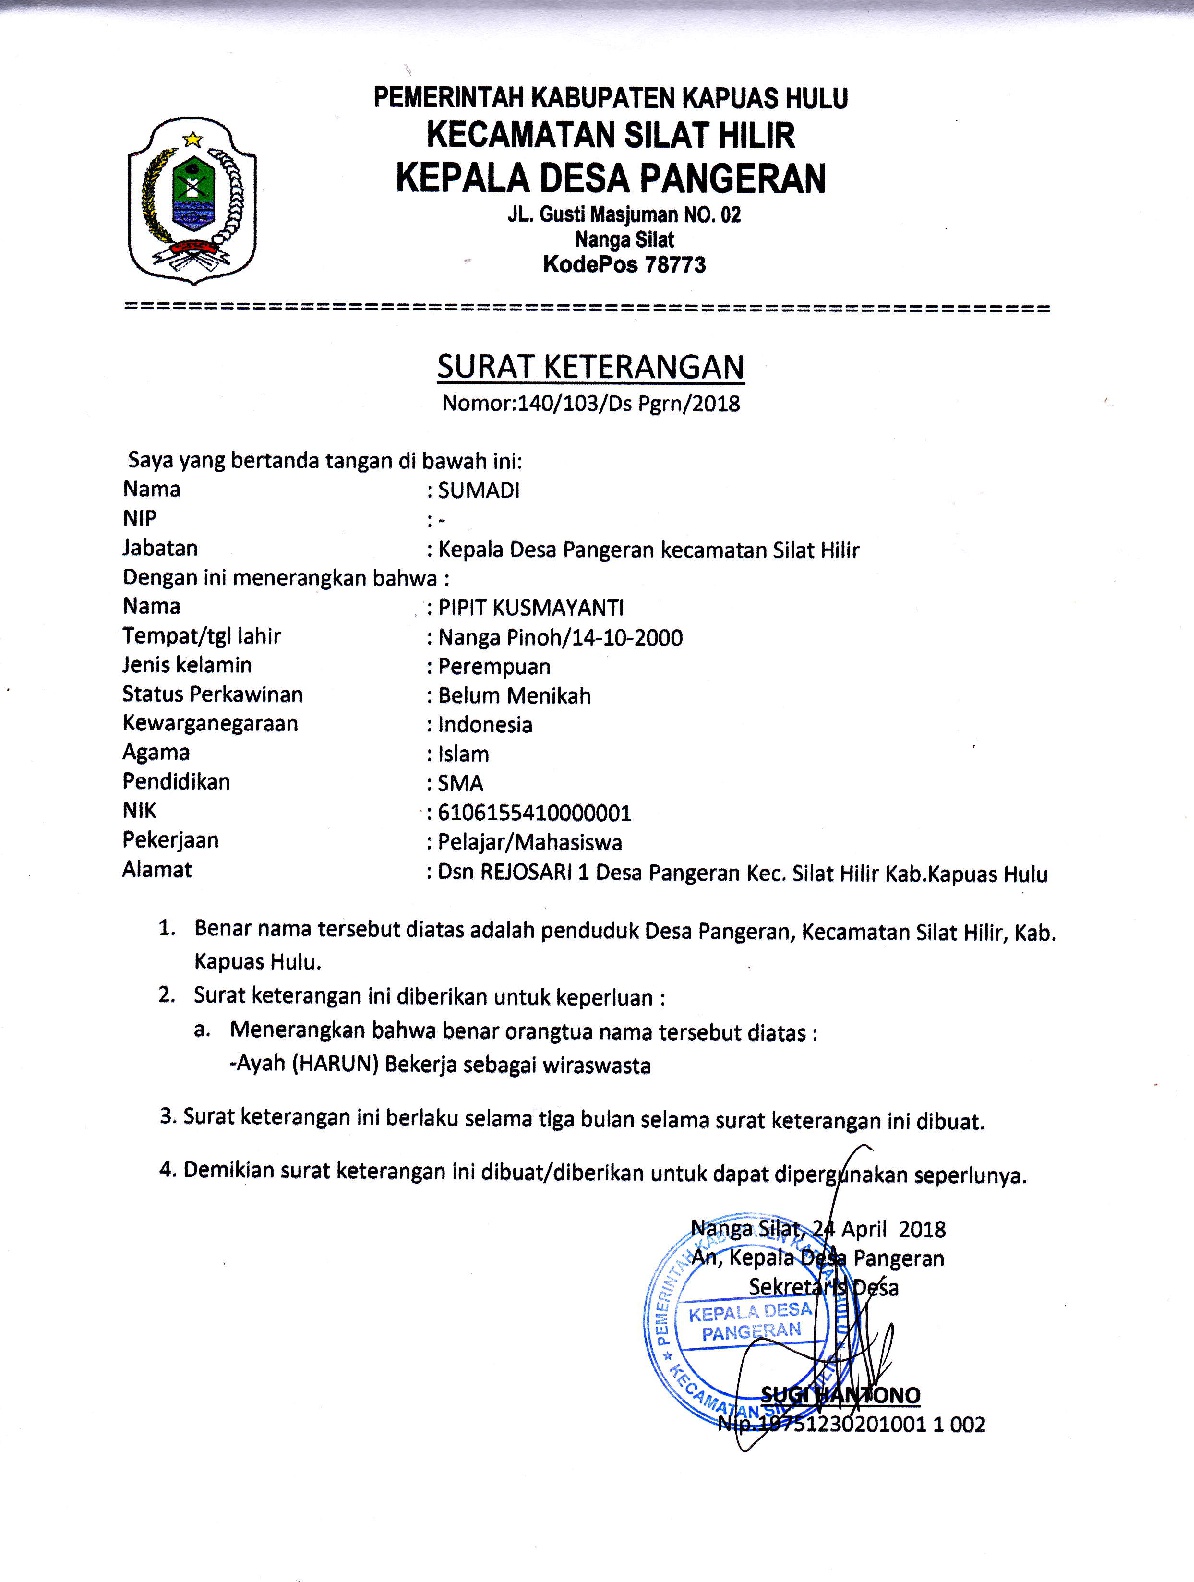 PEMERINTAH KABUPATEN KAPUAS HULU
KECAMATAN SILAT HILIR
KEPALA DESA PANGERAN
JL. Gusti Masjuman NO. 02
Nanga Silat
KodePos 78773
==========================================================
SURAT KETERANGAN
Nomor:140/103/Ds Pgrn/2018
Saya yang bertanda tangan di bawah ini:
Nama : SUMADI
NIP : -
Jabatan : Kepala Desa Pangeran kecamatan Silat Hilir
Dengan ini menerangkan bahwa :
Nama : PIPIT KUSMAYANTI
Tempat/tgl lahir : Nanga Pinoh/14-10-2000
Jenis kelamin : Perempuan
Status Perkawinan : Belum Menikah
Kewarganegaraan : Indonesia
Agama : Islam
Pendidikan : SMA
NIK : 6106155410000001
Pekerjaan : Pelajar/Mahasiswa
Alamat : Dsn REJOSARI 1 Desa Pangeran Kec. Silat Hilir Kab.Kapuas Hulu
1. Benar nama tersebut diatas adalah penduduk Desa Pangeran, Kecamatan Silat Hilir, Kab.
Kapuas Hulu.
2. Surat keterangan ini diberikan untuk keperluan :
a. Menerangkan bahwa benar orangtua nama tersebut diatas :
-Ayah (HARUN) Bekerja sebagai wiraswasta
3. Surat keterangan ini berlaku selama tiga bulan selama surat keterangan ini dibuat.
4. Demikian surat keterangan ini dibuat/diberikan untuk dapat dipergunakan seperlunya.
Nanga Silat, 24 April 2018
An, Kepala Desa Pangeran
Sekretaris Desa
PEMERINTAH KABUPATEN KAPUAS HULU
KEPALA DESA
PANGERAN
KECAMATAN SILAT HILIR
SUGI HANTONO
Nip.19751230201001 1 002